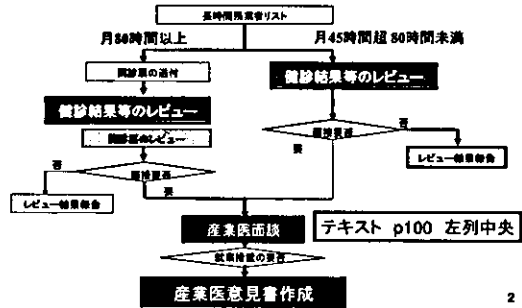 長時間残業者リスト
月80時間以上
月45時間超 80時間未満
問診票の送付
健診結果等のレビュー
健診結果等のレビュー
問診票のレビュー
面接要否
面接要否
否
要
否
要
レビュー結果報告
レビュー結果報告
産業医面談
テキスト p100 左列中央
就業措置の要否
産業医意見書作成
2